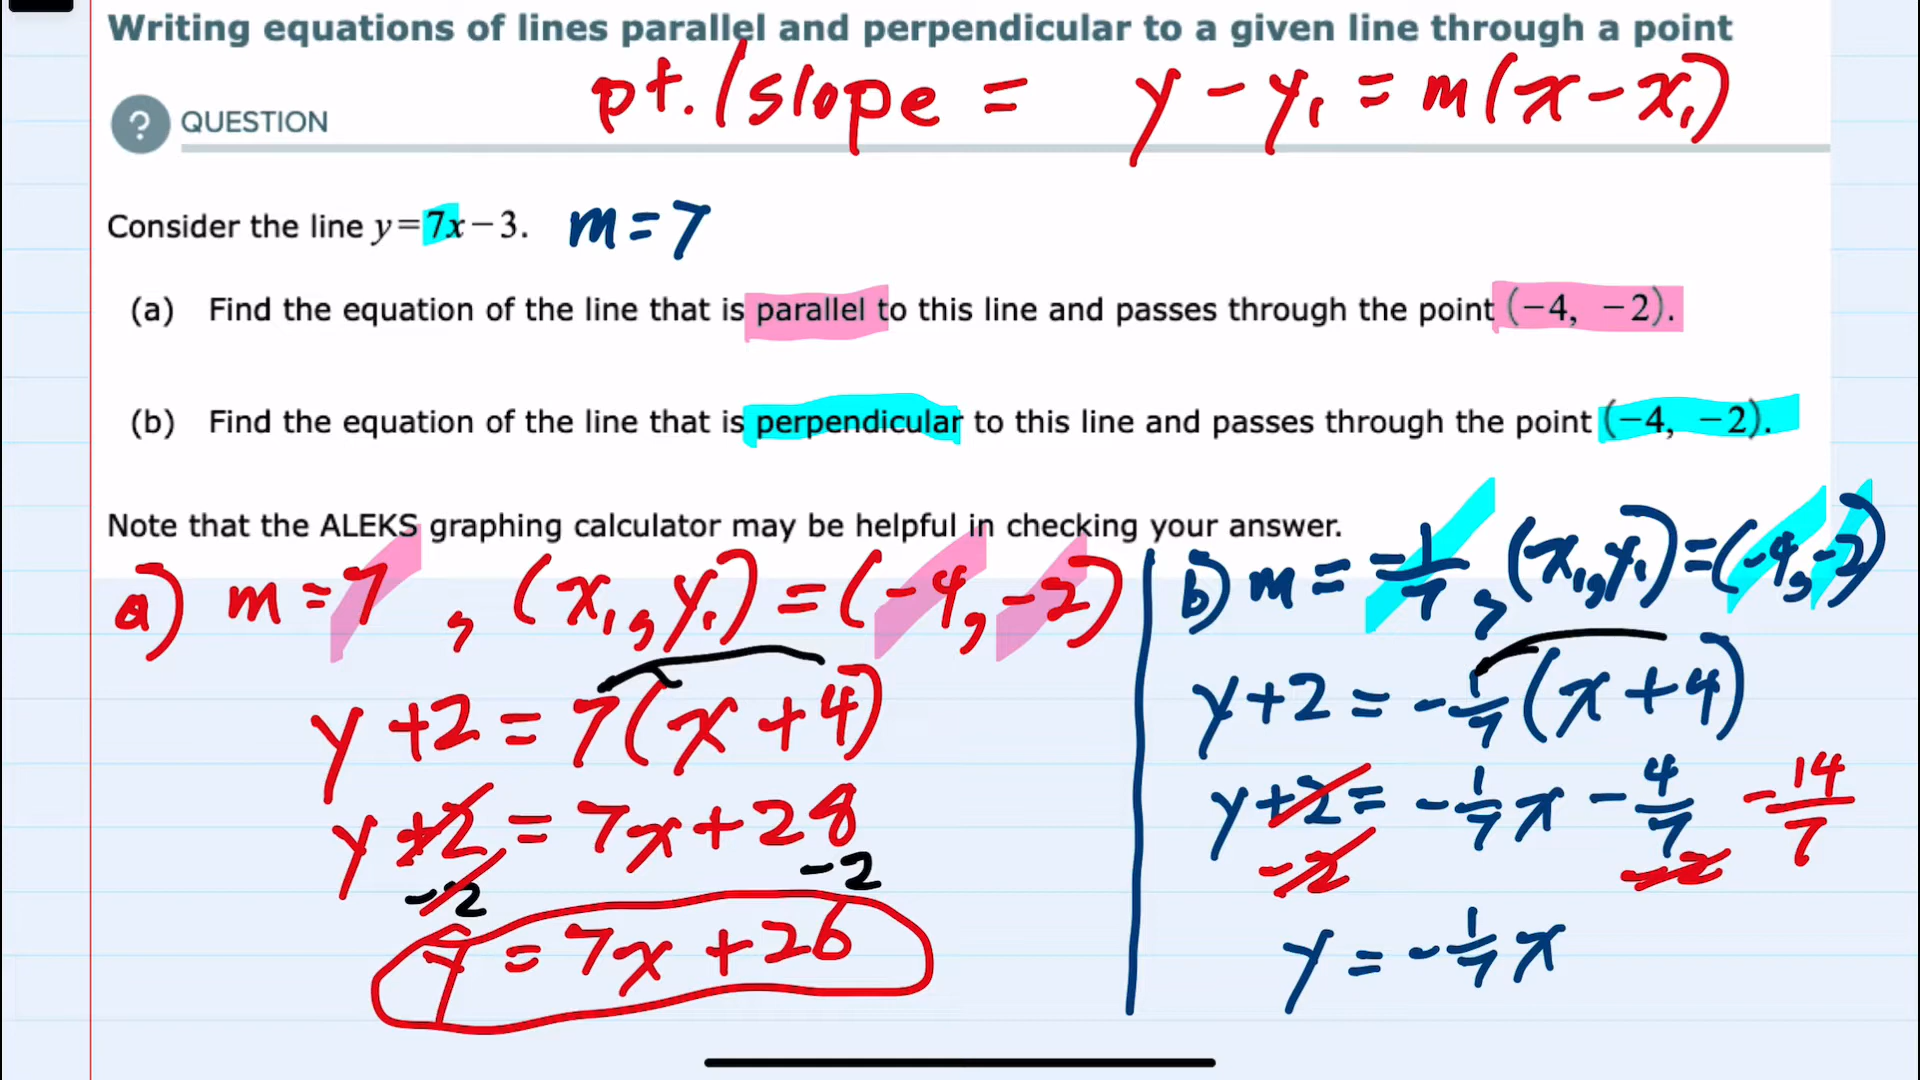 Writing equations of lines parallel and perpendicular to a given line through a point
pt./slope = y - y₁ = m(x - x₁)
? QUESTION
Consider the line y=7x−3. m=7
(a) Find the equation of the line that is parallel to this line and passes through the point (−4, −2).
(b) Find the equation of the line that is perpendicular to this line and passes through the point (−4, −2).
Note that the ALEKS graphing calculator may be helpful in checking your answer.
a) m=7, (x₁,y₁)=(-4,-2)
y+2=7(x+4)
y+2=7x+28
-2 -2
y=7x+26
b) m=-1/7, (x₁,y₁)=(-4,-2)
y+2=-1/7(x+4)
y+2=-1/7x-4/7 -14/7
-2 -2
y=-1/7x